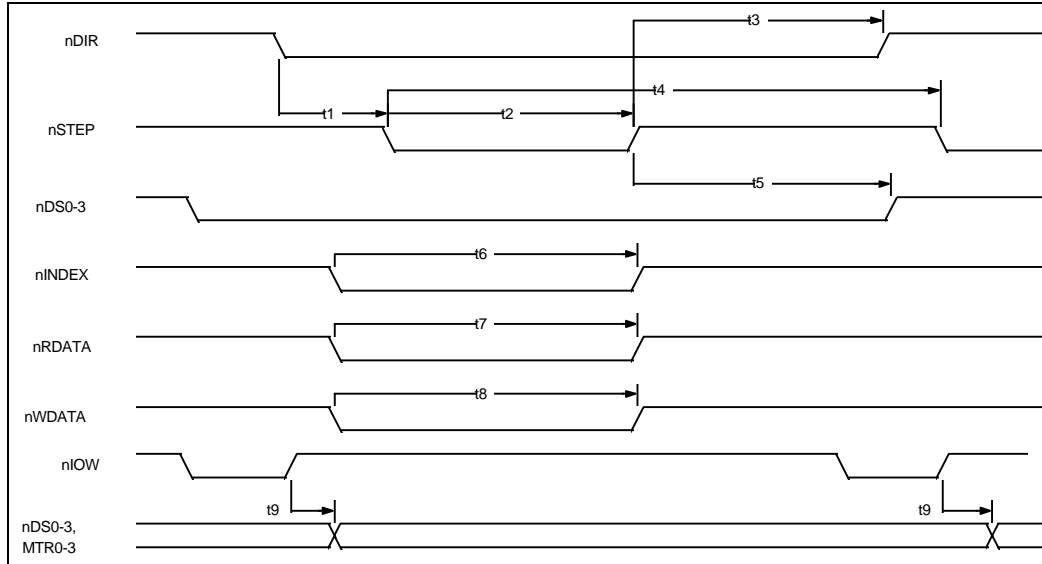 t3
nDIR
t4
t1
t2
nSTEP
t5
nDS0-3
t6
nINDEX
t7
nRDATA
t8
nWDATA
nIOW
t9
t9
nDS0-3,
MTR0-3